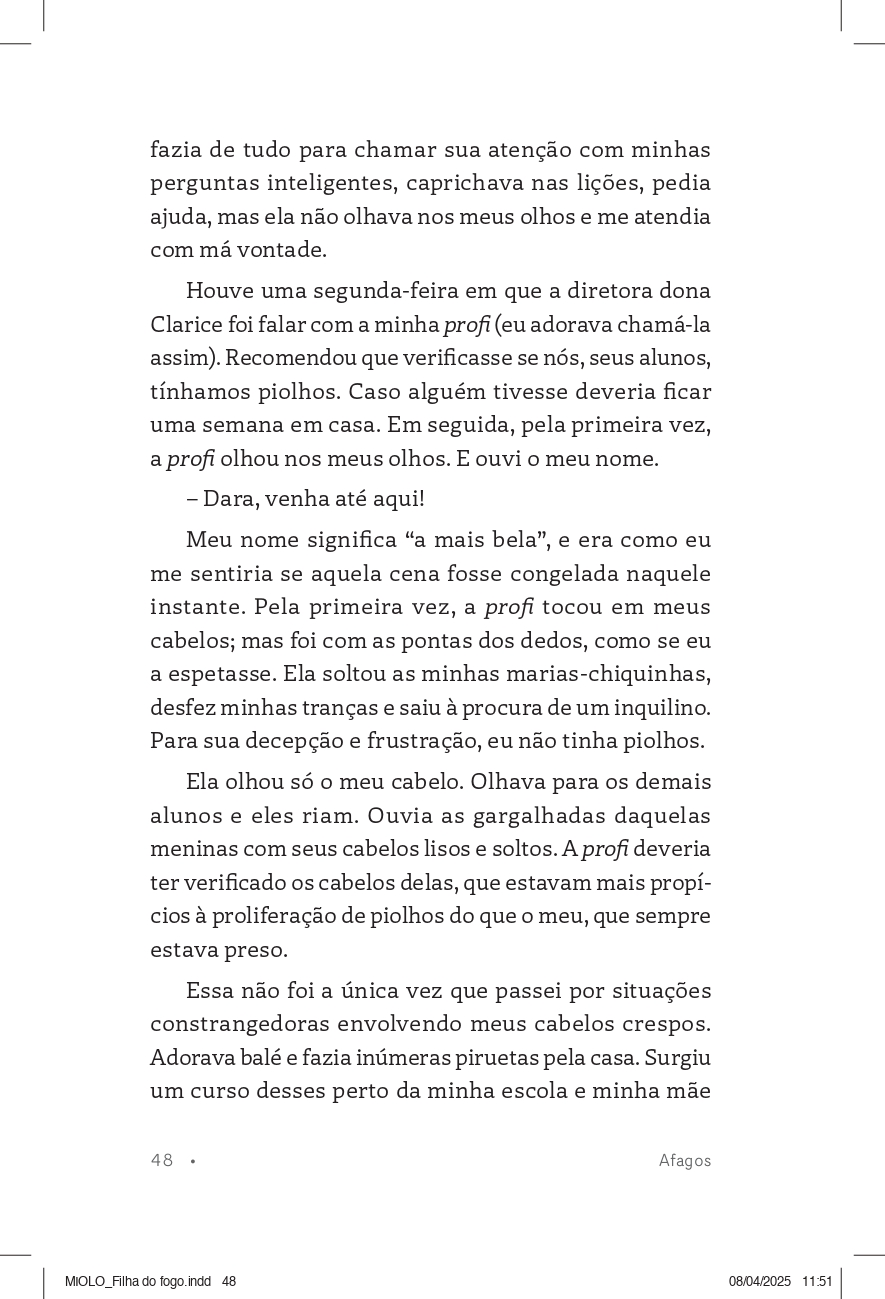 fazia de tudo para chamar sua atenção com minhas
perguntas inteligentes, caprichava nas lições, pedia
ajuda, mas ela não olhava nos meus olhos e me atendia
com má vontade.
Houve uma segunda-feira em que a diretora dona
Clarice foi falar com a minha profi (eu adorava chamá-la
assim). Recomendou que verificasse se nós, seus alunos,
tínhamos piolhos. Caso alguém tivesse deveria ficar
uma semana em casa. Em seguida, pela primeira vez,
a profi olhou nos meus olhos. E ouvi o meu nome.
– Dara, venha até aqui!
Meu nome significa “a mais bela”, e era como eu
me sentiria se aquela cena fosse congelada naquele
instante. Pela primeira vez, a profi tocou em meus
cabelos; mas foi com as pontas dos dedos, como se eu
a espetasse. Ela soltou as minhas marias-chiquinhas,
desfez minhas tranças e saiu à procura de um inquilino.
Para sua decepção e frustração, eu não tinha piolhos.
Ela olhou só o meu cabelo. Olhava para os demais
alunos e eles riam. Ouvia as gargalhadas daquelas
meninas com seus cabelos lisos e soltos. A profi deveria
ter verificado os cabelos delas, que estavam mais propí-
cios à proliferação de piolhos do que o meu, que sempre
estava preso.
Essa não foi a única vez que passei por situações
constrangedoras envolvendo meus cabelos crespos.
Adorava balé e fazia inúmeras piruetas pela casa. Surgiu
um curso desses perto da minha escola e minha mãe
48 •
Afagos
MIOLO_Filha do fogo.indd 48
08/04/2025 11:51